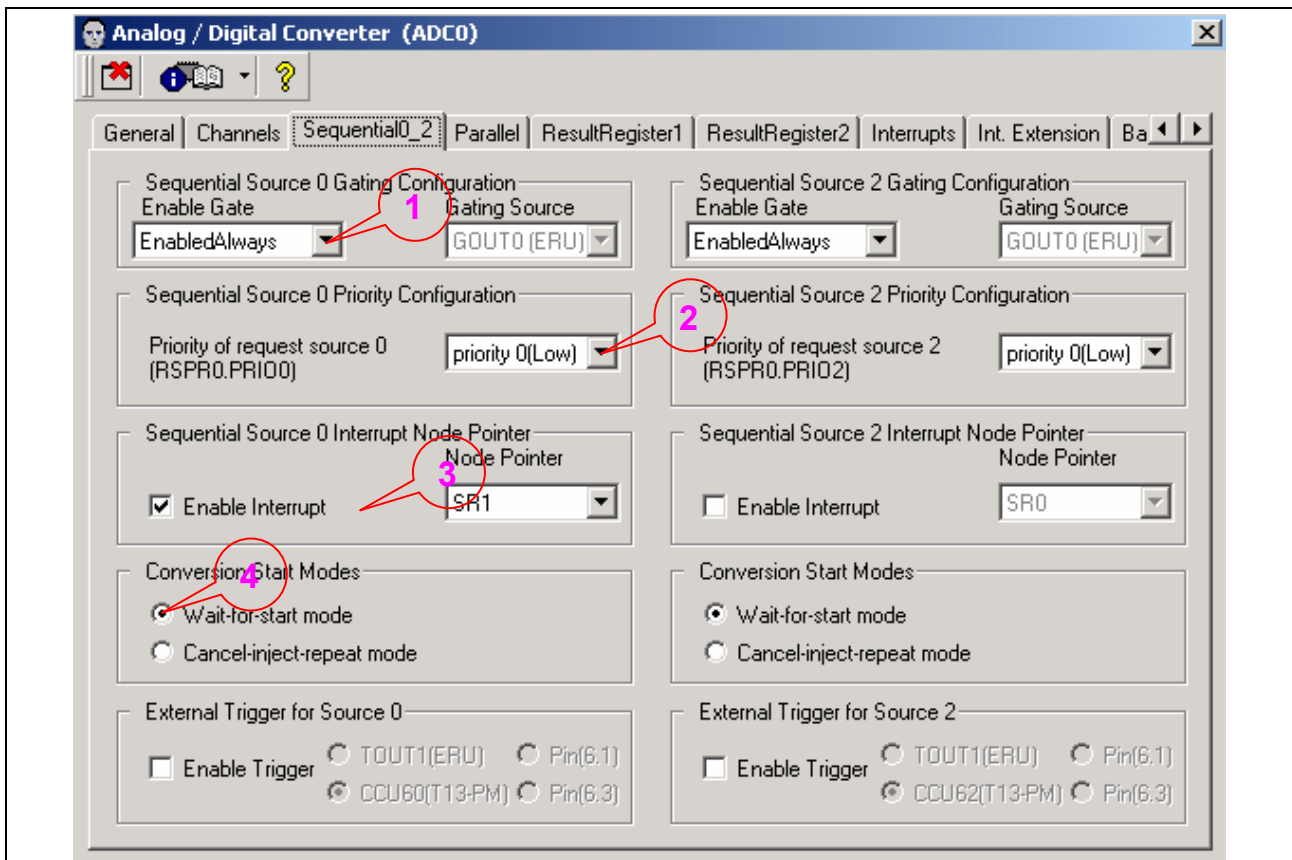 Analog / Digital Converter (ADC0)
General Channels Sequential0_2 Parallel ResultRegister1 ResultRegister2 Interrupts Int. Extension Ba
Sequential Source 0 Gating Configuration
Enable Gate Gating Source
EnabledAlways GOUT0 (ERU)
1
Sequential Source 2 Gating Configuration
Enable Gate Gating Source
EnabledAlways GOUT0 (ERU)
Sequential Source 0 Priority Configuration
Priority of request source 0
(RSPR0.PRIO0)
priority 0(Low)
2
Sequential Source 2 Priority Configuration
Priority of request source 2
(RSPR0.PRIO2)
priority 0(Low)
Sequential Source 0 Interrupt Node Pointer
Node Pointer
Enable Interrupt SR1
3
Sequential Source 2 Interrupt Node Pointer
Node Pointer
Enable Interrupt SR0
Conversion Start Modes
4
Wait-for-start mode
Cancel-inject-repeat mode
Conversion Start Modes
Wait-for-start mode
Cancel-inject-repeat mode
External Trigger for Source 0
Enable Trigger
TOUT1(ERU) Pin(6.1)
CCU60(T13-PM) Pin(6.3)
External Trigger for Source 2
Enable Trigger
TOUT1(ERU) Pin(6.1)
CCU62(T13-PM) Pin(6.3)